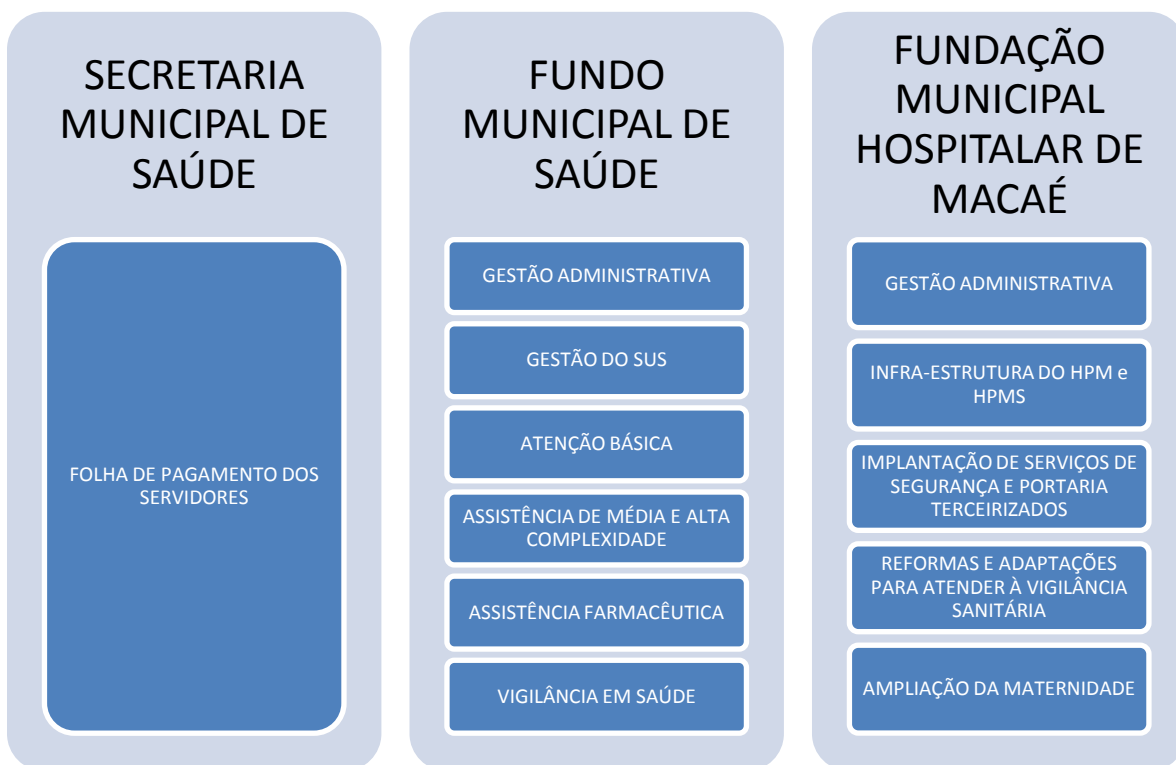 SECRETARIA
MUNICIPAL DE
SAÚDE
FOLHA DE PAGAMENTO DOS
SERVIDORES
FUNDO
MUNICIPAL DE
SAÚDE
GESTÃO ADMINISTRATIVA
GESTÃO DO SUS
ATENÇÃO BÁSICA
ASSISTÊNCIA DE MÉDIA E ALTA
COMPLEXIDADE
ASSISTÊNCIA FARMACÊUTICA
VIGILÂNCIA EM SAÚDE
FUNDAÇÃO
MUNICIPAL
HOSPITALAR DE
MACAÉ
GESTÃO ADMINISTRATIVA
INFRA-ESTRUTURA DO HPM e
HPMS
IMPLANTAÇÃO DE SERVIÇOS DE
SEGURANÇA E PORTARIA
TERCEIRIZADOS
REFORMAS E ADAPTAÇÕES
PARA ATENDER À VIGILÂNCIA
SANITÁRIA
AMPLIAÇÃO DA MATERNIDADE